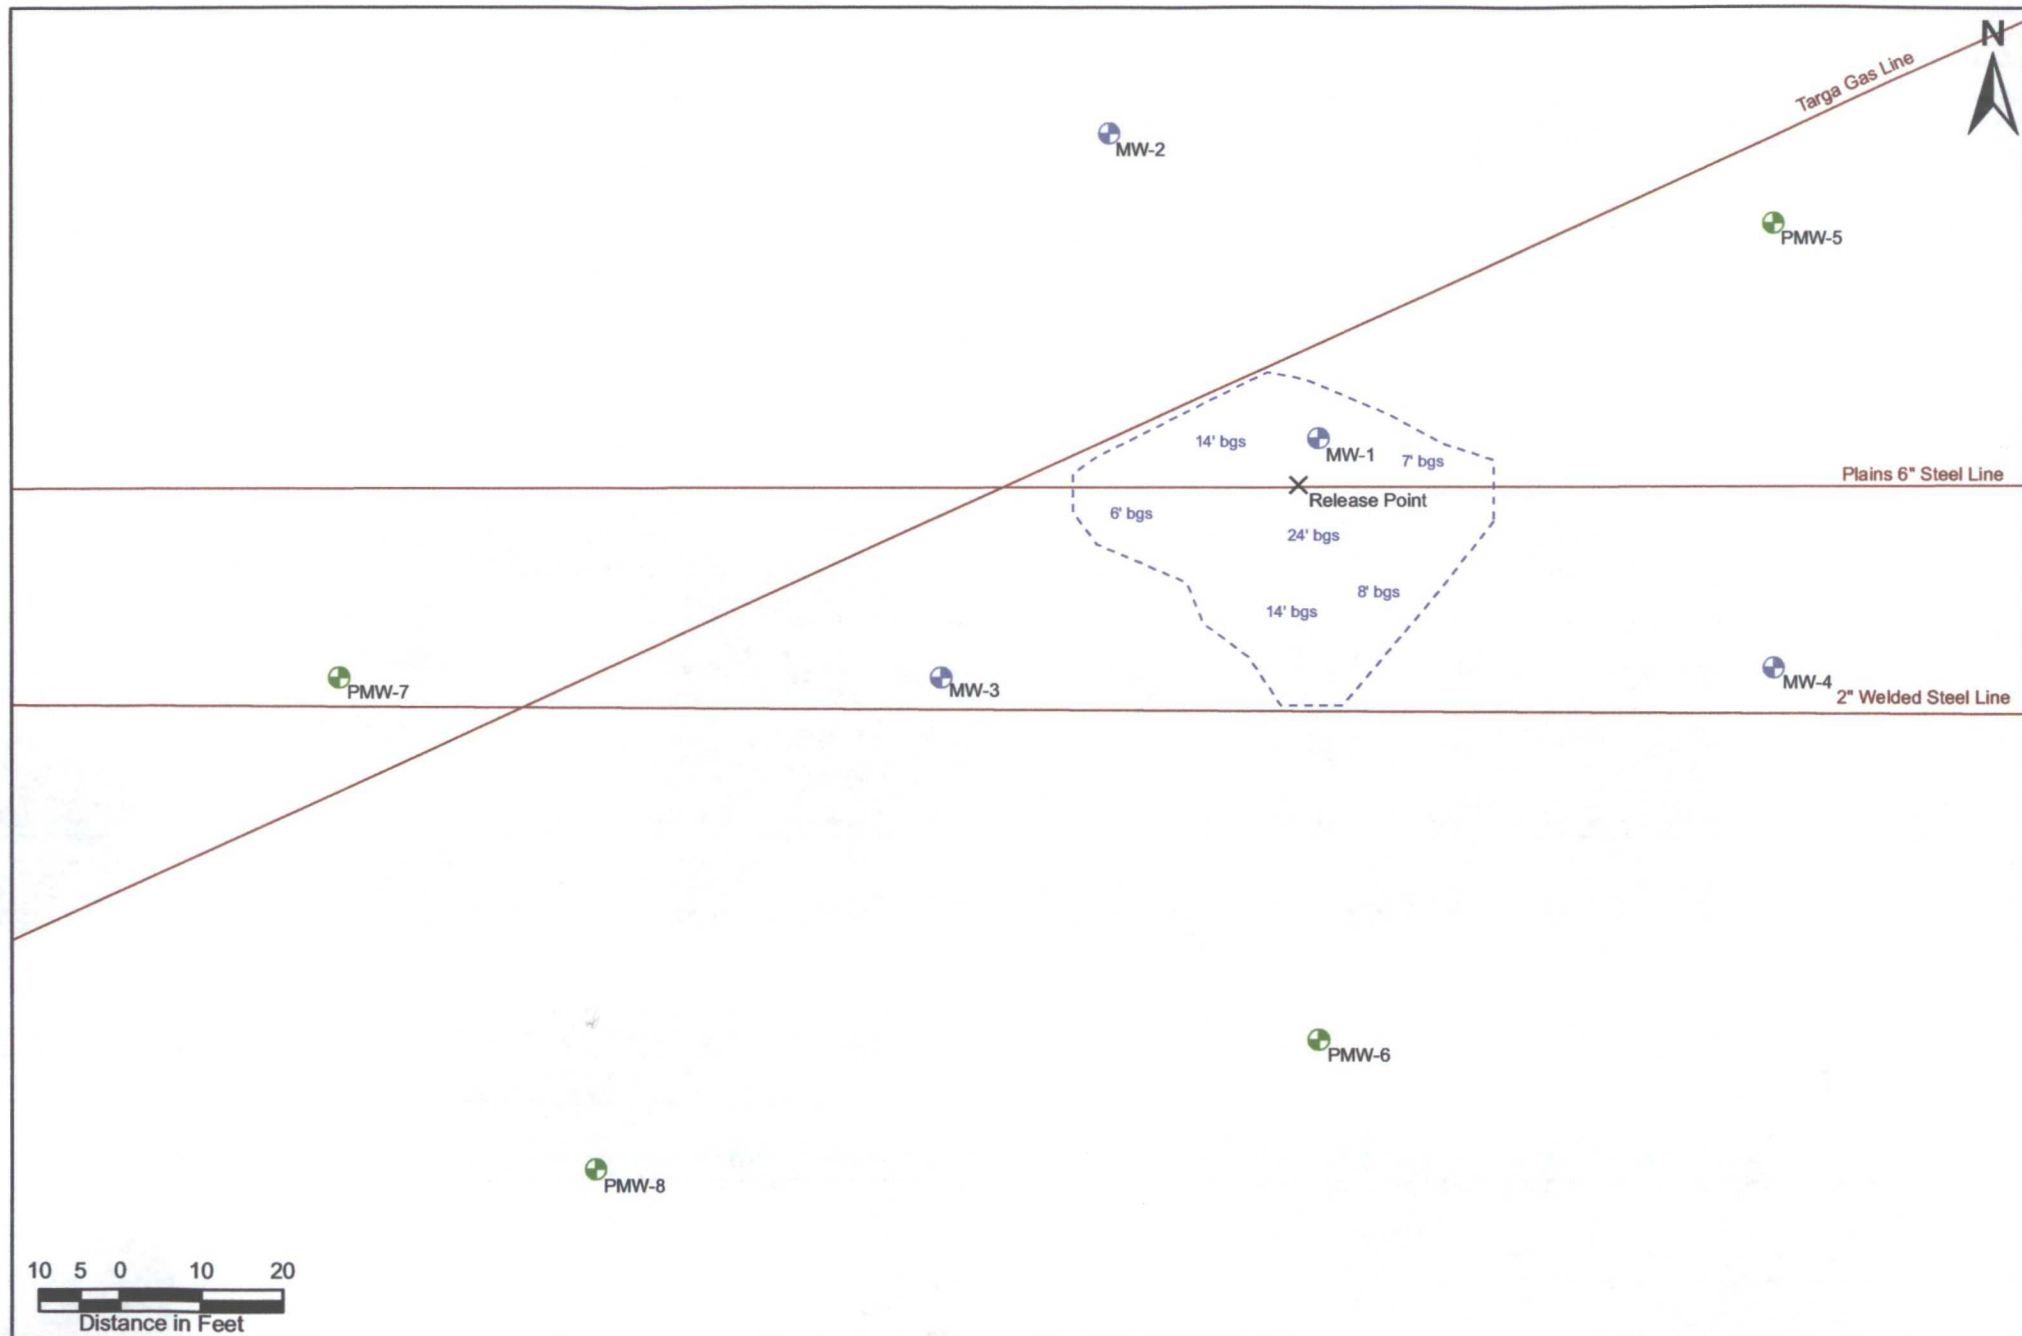 N
Targa Gas Line
MW-2
PMW-5
14' bgs
MW-1
7' bgs
Plains 6" Steel Line
Release Point
6' bgs
24' bgs
8' bgs
14' bgs
PMW-7
MW-3
MW-4
2" Welded Steel Line
PMW-6
PMW-8
10 5 0 10 20
Distance in Feet